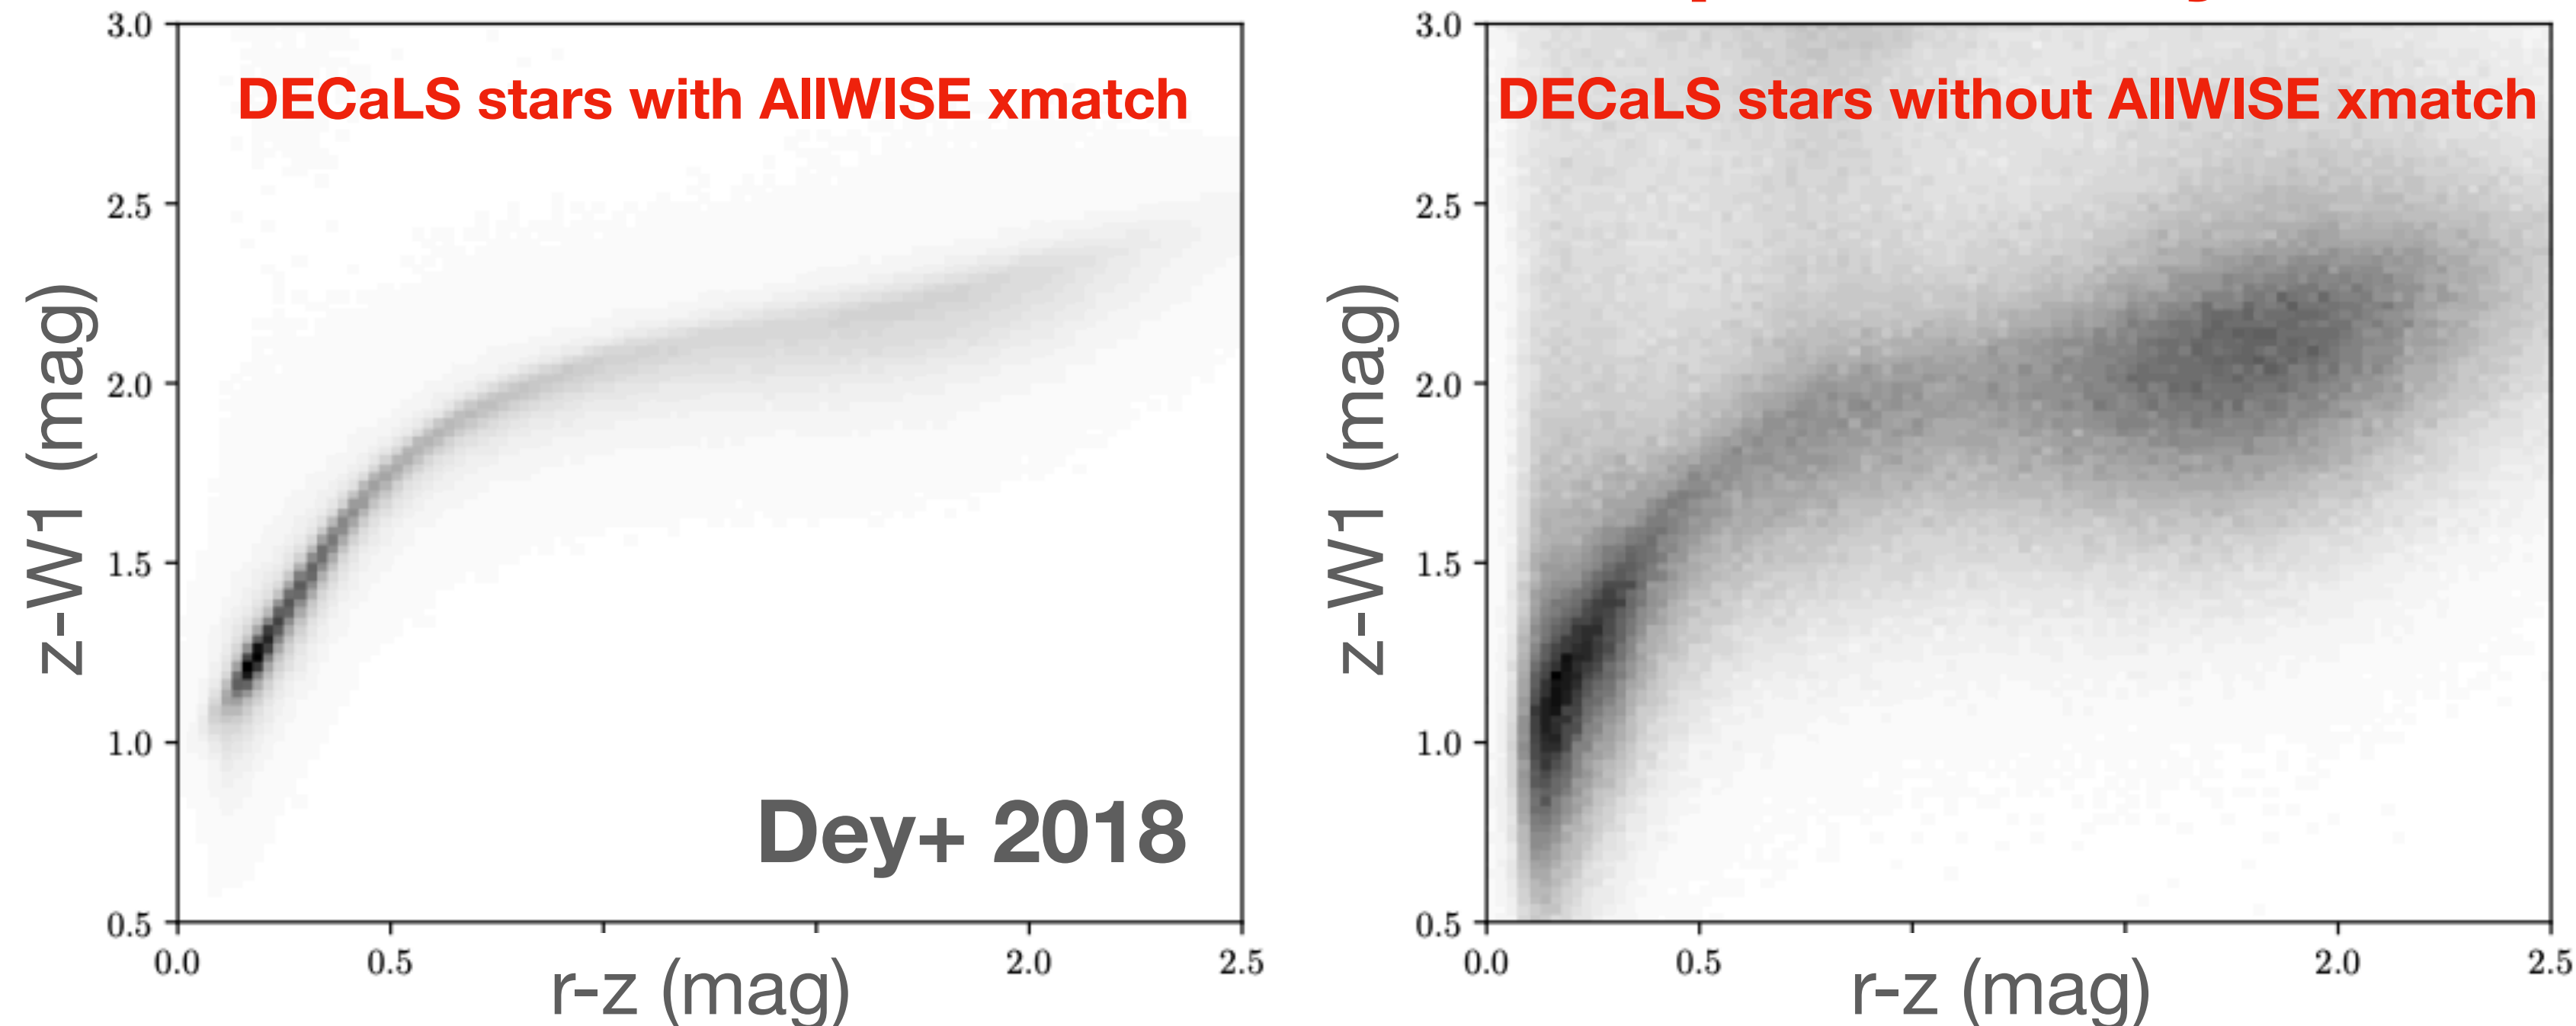 3.0
DECaLS stars with AllWISE xmatch
2.5
z-W1 (mag)
2.0
1.5
1.0
Dey+ 2018
0.5
0.0 0.5 2.0 2.5
r-z (mag)
3.0
DECaLS stars without AllWISE xmatch
2.5
z-W1 (mag)
2.0
1.5
1.0
0.5
0.0 0.5 2.0 2.5
r-z (mag)